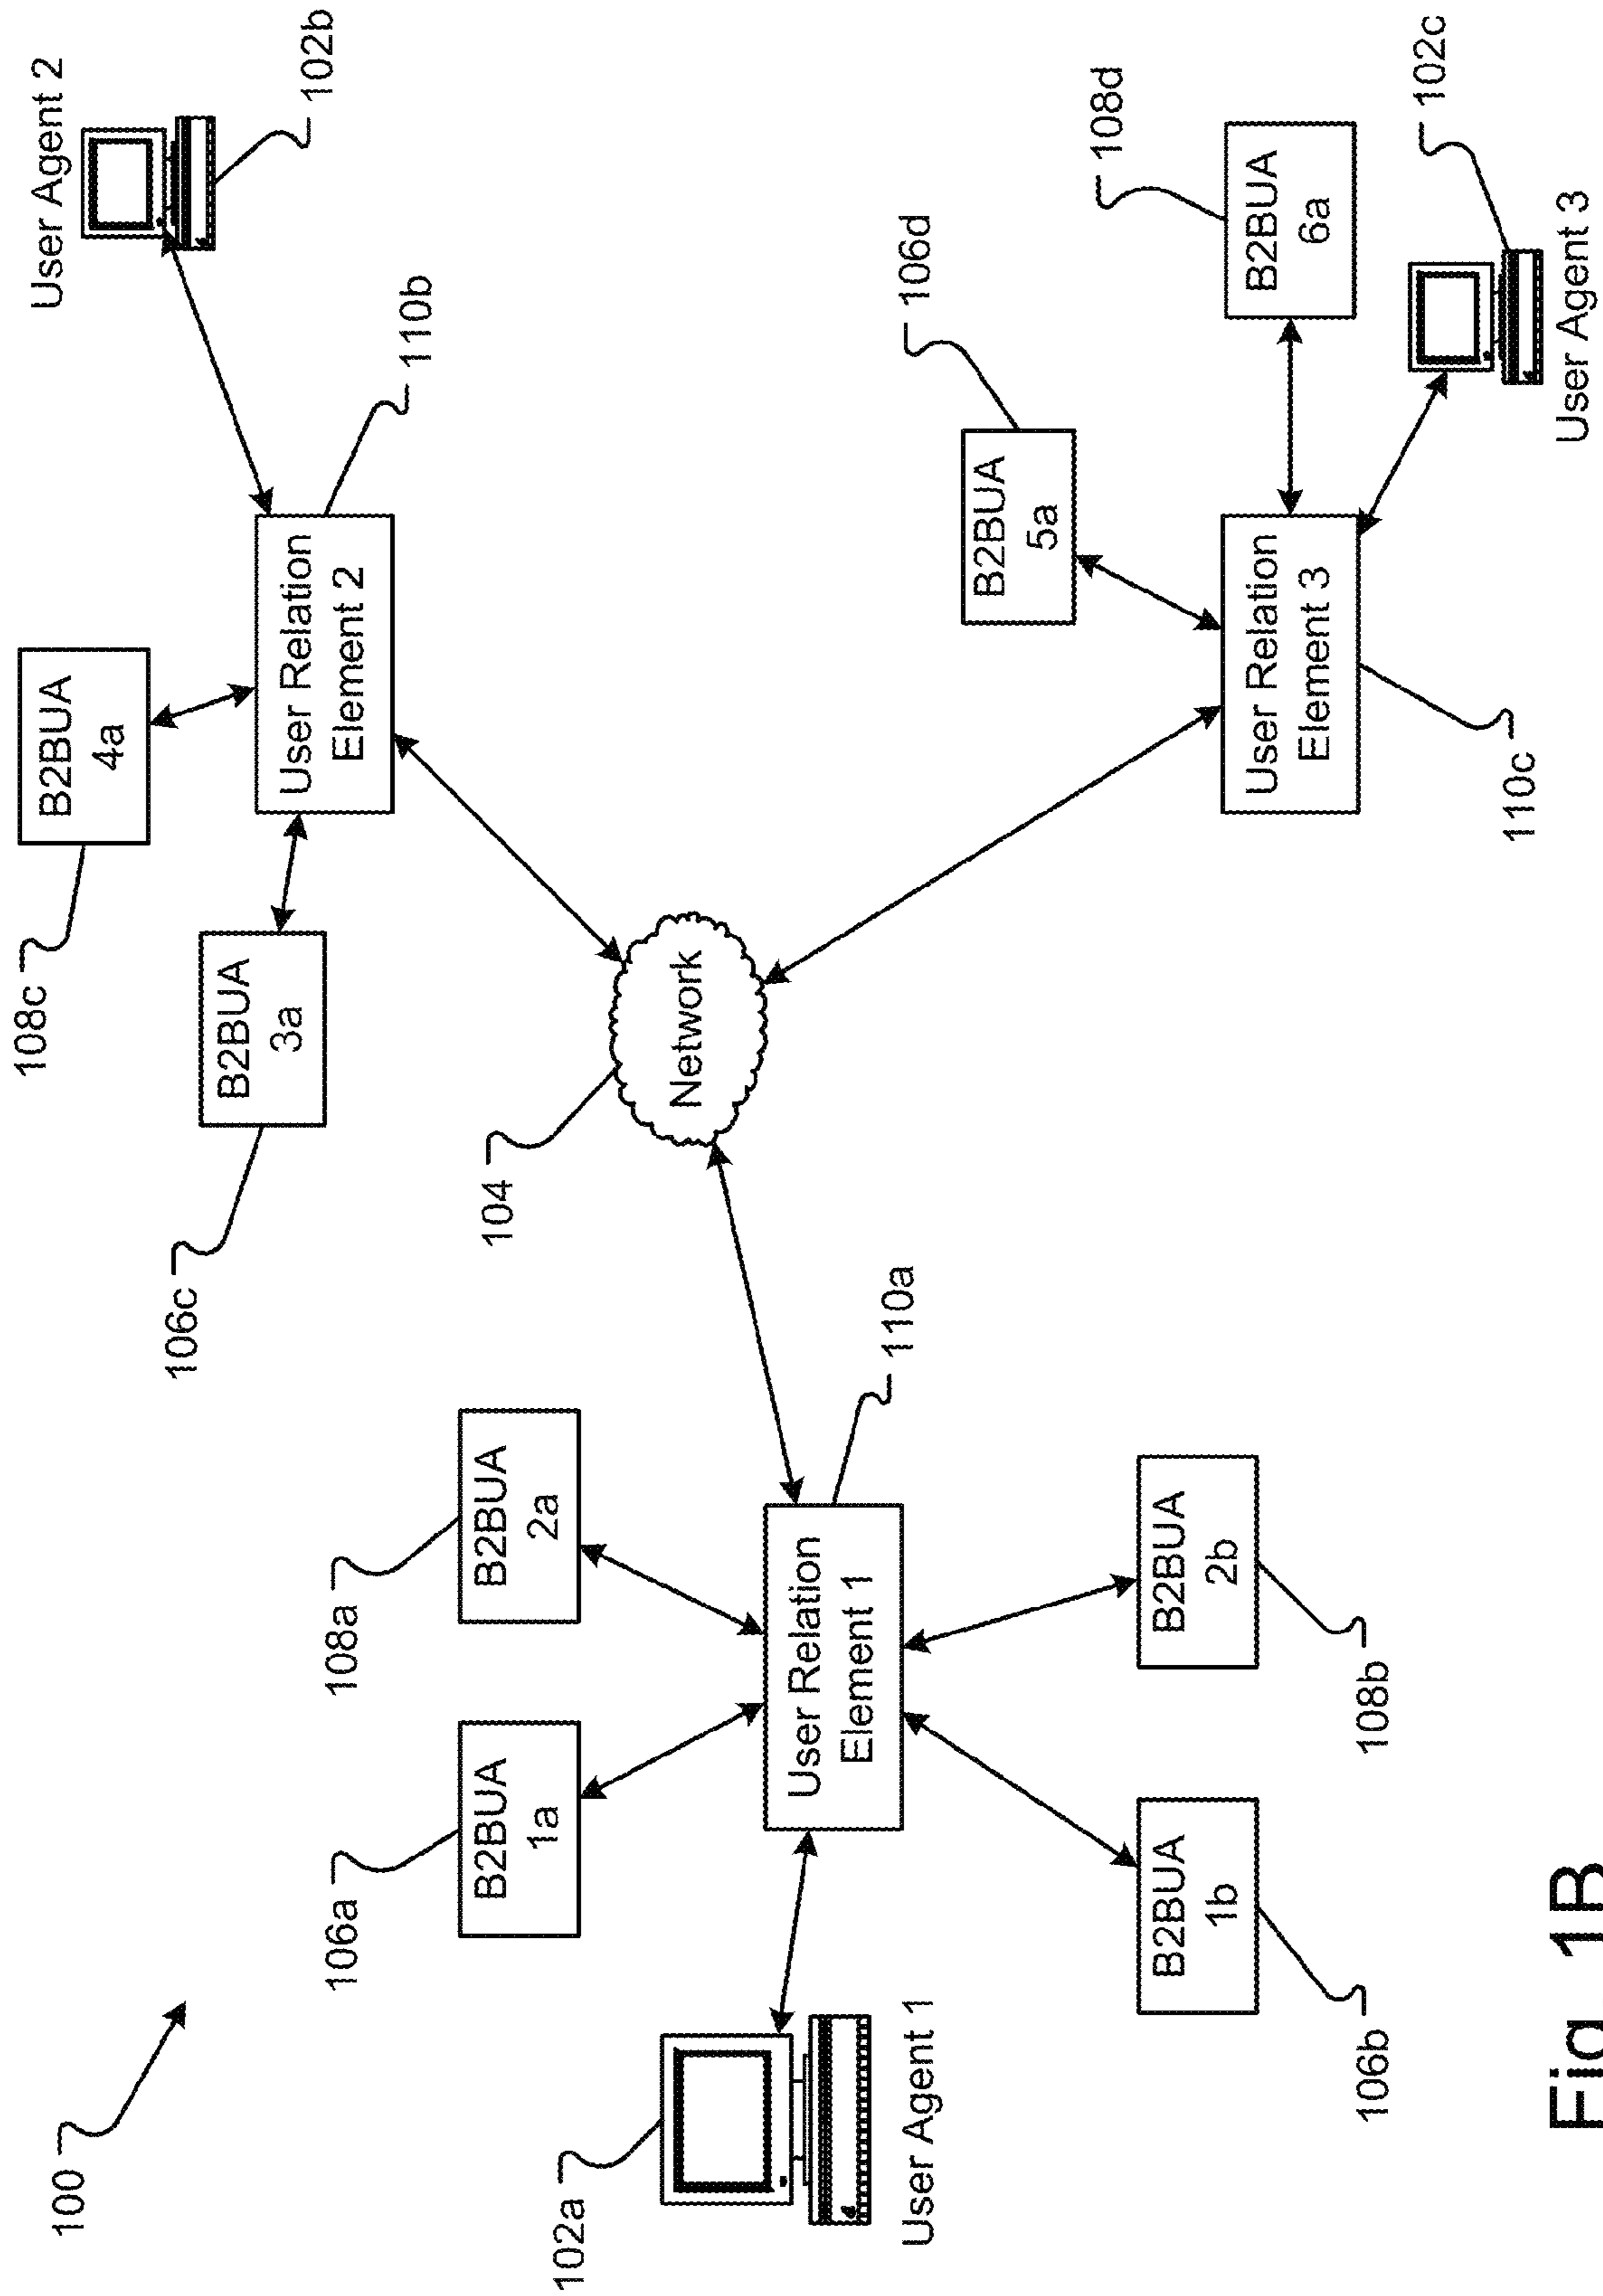 100
User Agent 2
102b
108c
B2BUA
4a
106c
B2BUA
3a
User Relation
Element 2
110b
104
Network
106a
B2BUA
1a
108a
B2BUA
2a
102a
User Agent 1
User Relation
Element 1
110a
B2BUA
1b
106b
B2BUA
2b
108b
106d
B2BUA
5a
108d
B2BUA
6a
User Relation
Element 3
110c
102c
User Agent 3
Fig. 1B